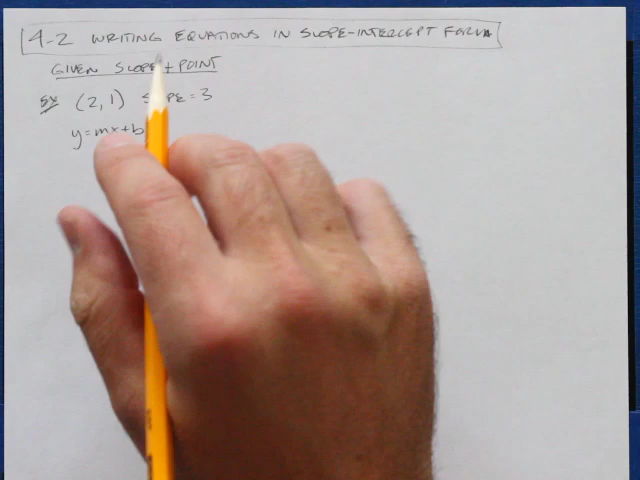 4-2 WRITING EQUATIONS IN SLOPE-INTERCEPT FORM
GIVEN SLOPE + POINT
EX (2,1) SLOPE = 3
y=mx+b